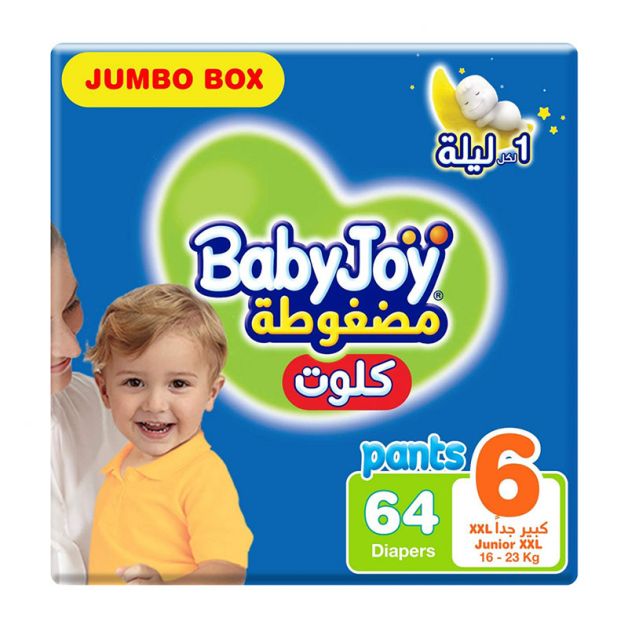 JUMBO BOX
1 لكل ليلة
BabyJoy®
مضغوطة
كلوت
pants
64
Diapers
6
كبير جداً XXL
Junior XXL
16 - 23 Kg